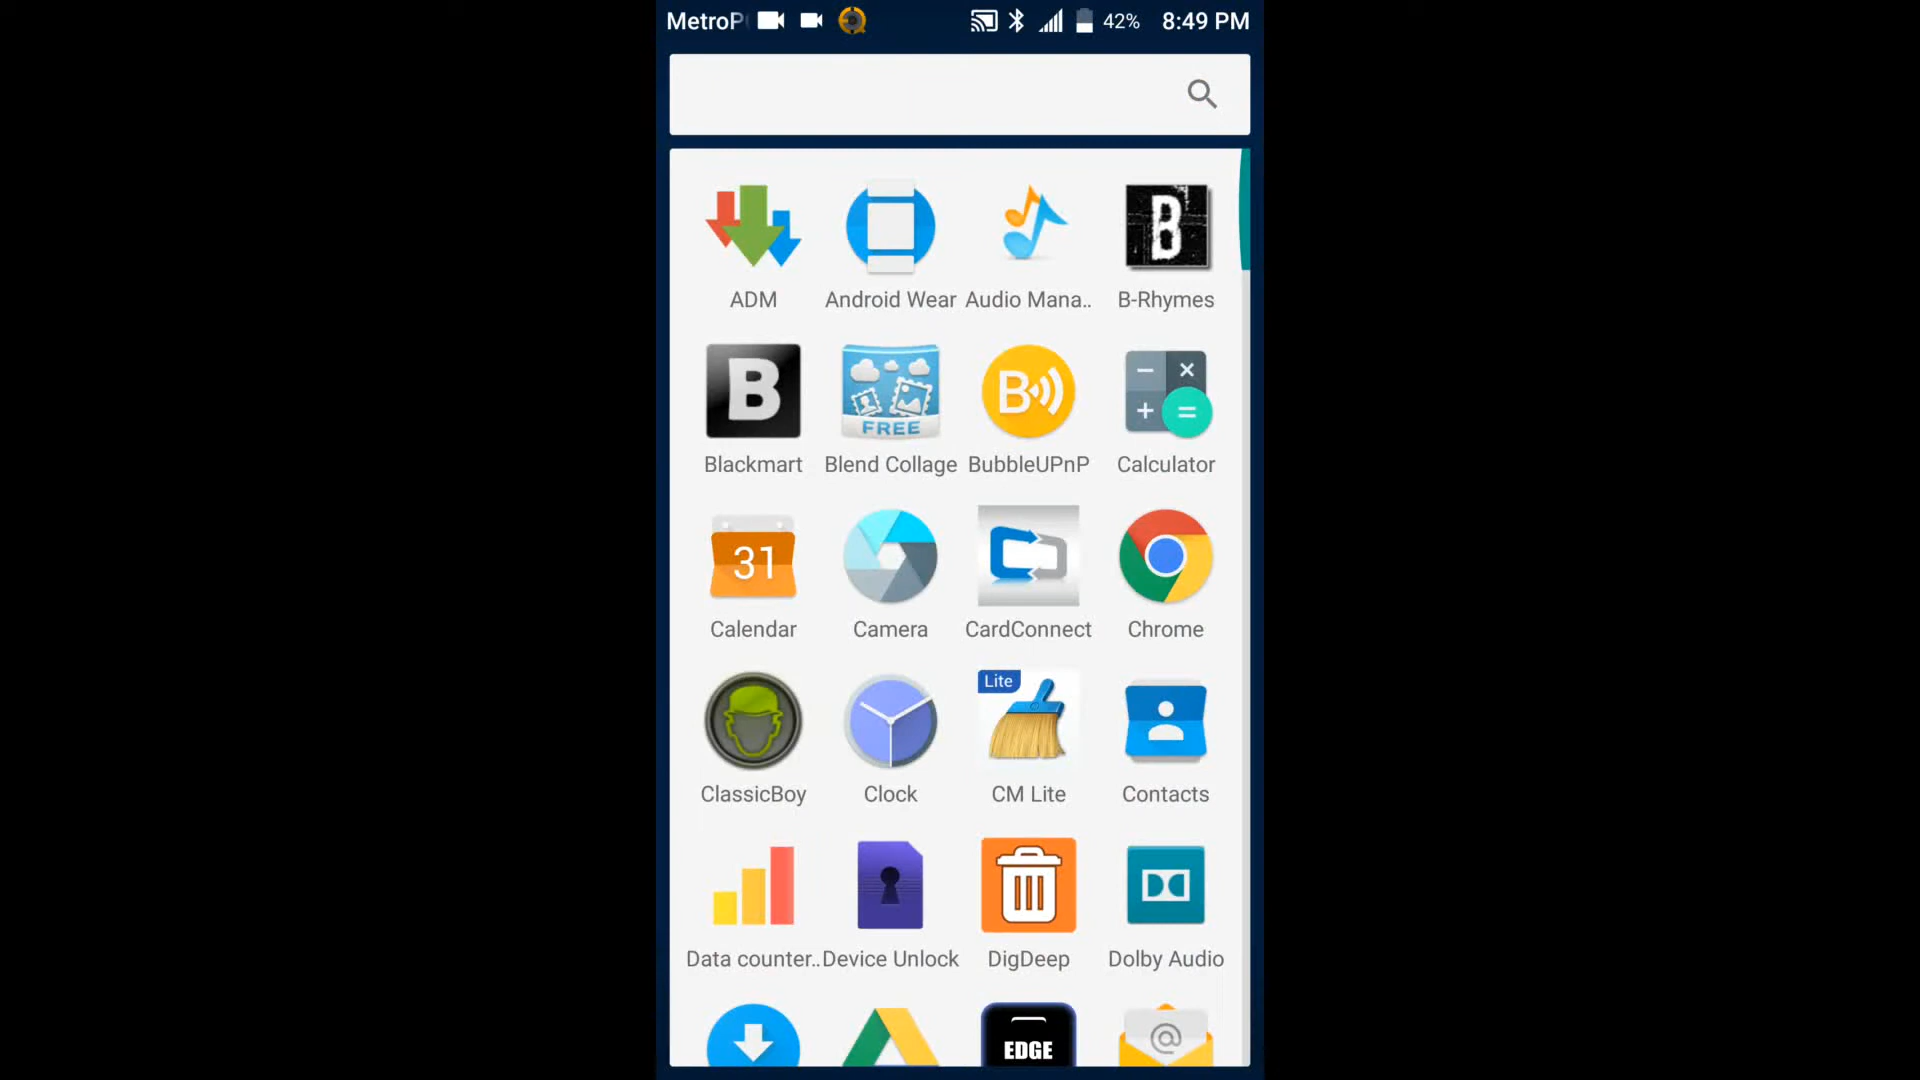 MetroP 42% 8:49 PM
ADM Android Wear Audio Mana.. B-Rhymes
B
B FREE B
Blackmart Blend Collage BubbleUPnP Calculator
31
Calendar Camera CardConnect Chrome
Lite
ClassicBoy Clock CM Lite Contacts
Data counter.. Device Unlock DigDeep Dolby Audio
EDGE @